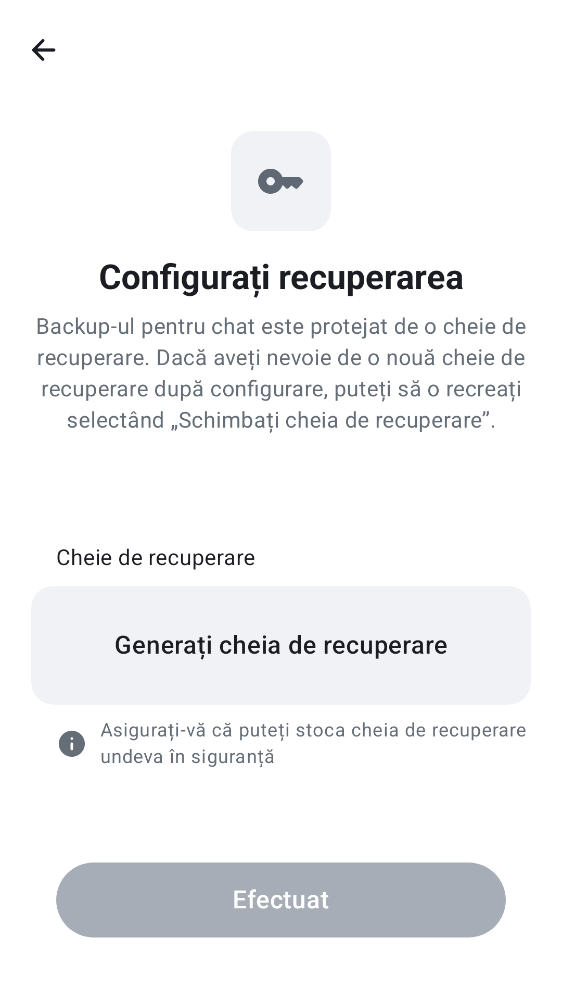 Configurați recuperarea
Backup-ul pentru chat este protejat de o cheie de
recuperare. Dacă aveți nevoie de o nouă cheie de
recuperare după configurare, puteți să o recreați
selectând „Schimbați cheia de recuperare”.
Cheie de recuperare
Generați cheia de recuperare
Asigurați-vă că puteți stoca cheia de recuperare
undeva în siguranță
Efectuat